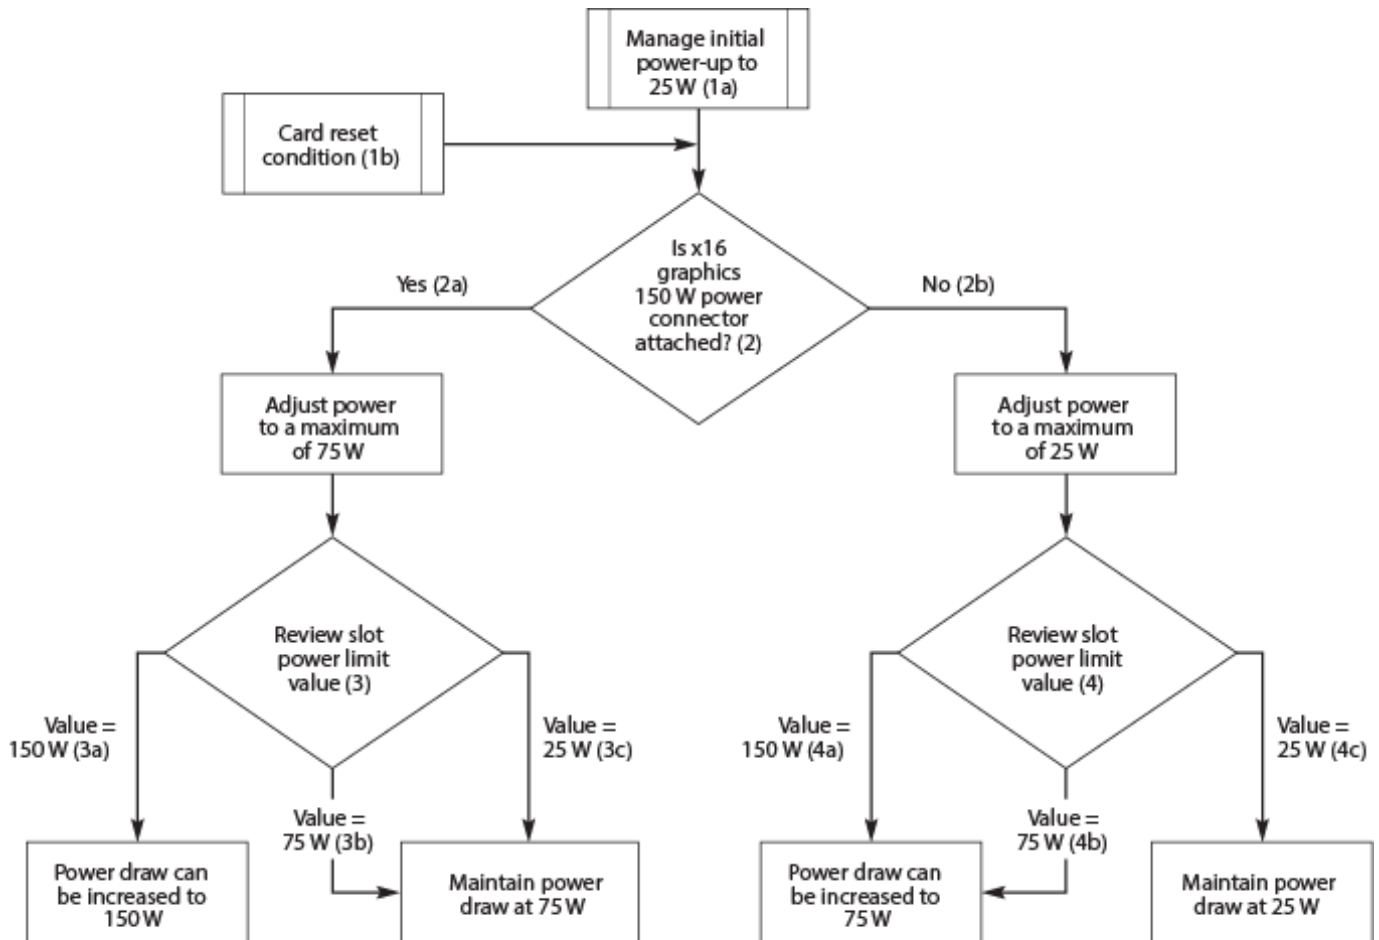 Manage initial
power-up to
25 W (1a)
Card reset
condition (1b)
Is x16
graphics
150 W power
connector
attached? (2)
Yes (2a)
No (2b)
Adjust power
to a maximum
of 75 W
Adjust power
to a maximum
of 25 W
Review slot
power limit
value (3)
Review slot
power limit
value (4)
Value =
150 W (3a)
Value =
25 W (3c)
Value =
150 W (4a)
Value =
25 W (4c)
Value =
75 W (3b)
Value =
75 W (4b)
Power draw can
be increased to
150 W
Maintain power
draw at 75 W
Power draw can
be increased to
75 W
Maintain power
draw at 25 W